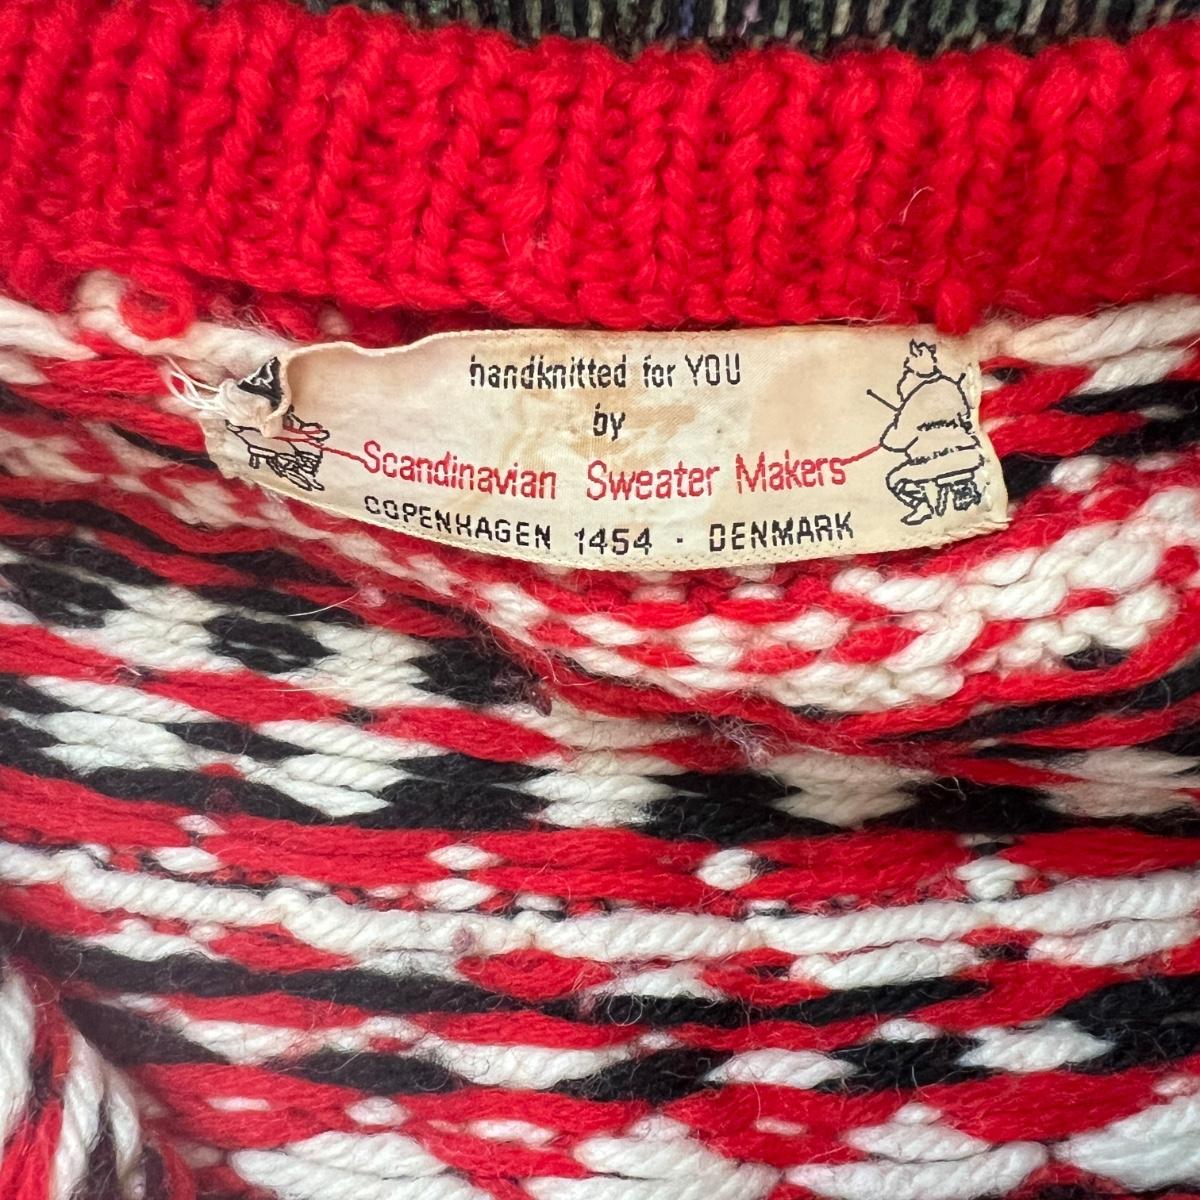 handknitted for YOU
by
Scandinavian Sweater Makers
COPENHAGEN 1454 · DENMARK